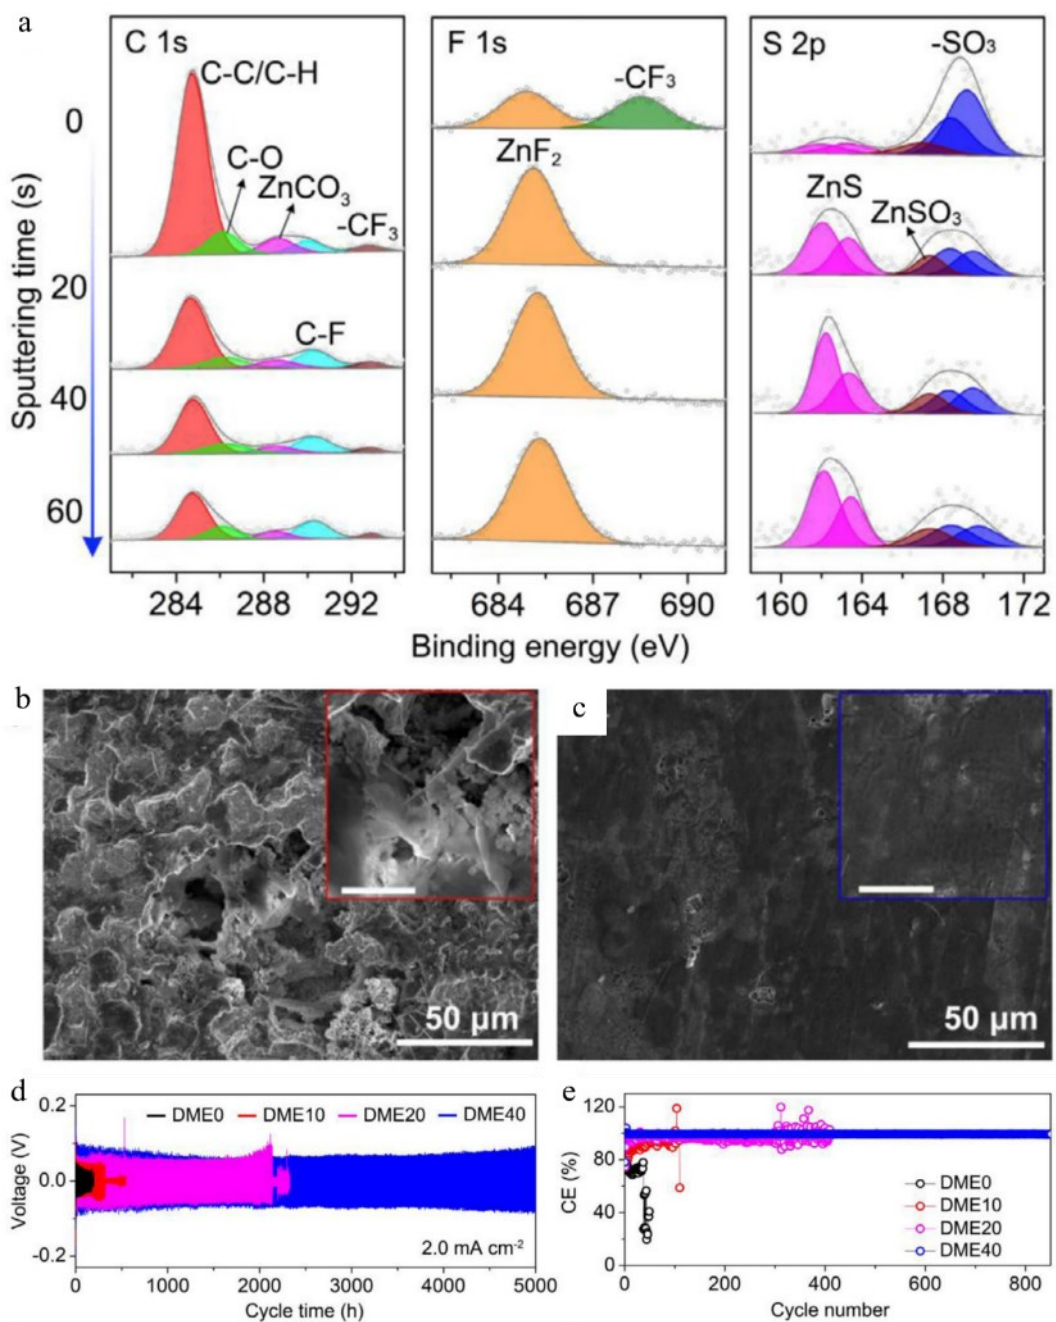 a
C 1s
F 1s
S 2p
-SO₃
C-C/C-H
-CF₃
0
C-O
ZnCO₃
-CF₃
ZnF₂
ZnS
ZnSO₃
20
C-F
40
60
Sputtering time (s)
284 288 292
684 687 690
160 164 168 172
Binding energy (eV)
b
c
50 μm
50 μm
d
0.2
DME0 DME10 DME20 DME40
0.0
Voltage (V)
-0.2
2.0 mA cm⁻²
0 1000 2000 3000 4000 5000
Cycle time (h)
e
120
80
CE (%)
40
0
DME0
DME10
DME20
DME40
0 200 400 600 800
Cycle number